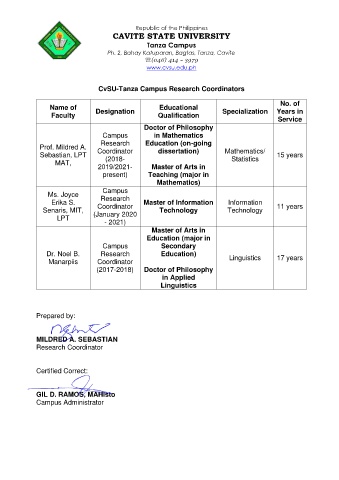 Republic of the Philippines
CAVITE STATE UNIVERSITY
Tanza Campus
Ph. 2, Bahay Katuparan, Bagtas, Tanza, Cavite
☏(046) 414 – 3979
www.cvsu.edu.ph
CvSU-Tanza Campus Research Coordinators
Name of Faculty
Designation
Educational Qualification
Specialization
No. of Years in Service
Prof. Mildred A. Sebastian, LPT MAT,
Campus Research Coordinator (2018-2019/2021-present)
Doctor of Philosophy in Mathematics Education (on-going dissertation)
Master of Arts in Teaching (major in Mathematics)
Mathematics/ Statistics
15 years
Ms. Joyce Erika S. Senaris, MIT, LPT
Campus Research Coordinator (January 2020 - 2021)
Master of Information Technology
Information Technology
11 years
Dr. Noel B. Manarpiis
Campus Research Coordinator (2017-2018)
Master of Arts in Education (major in Secondary Education)
Doctor of Philosophy in Applied Linguistics
Linguistics
17 years
Prepared by:
MILDRED A. SEBASTIAN
Research Coordinator
Certified Correct:
GIL D. RAMOS, MAHisto
Campus Administrator